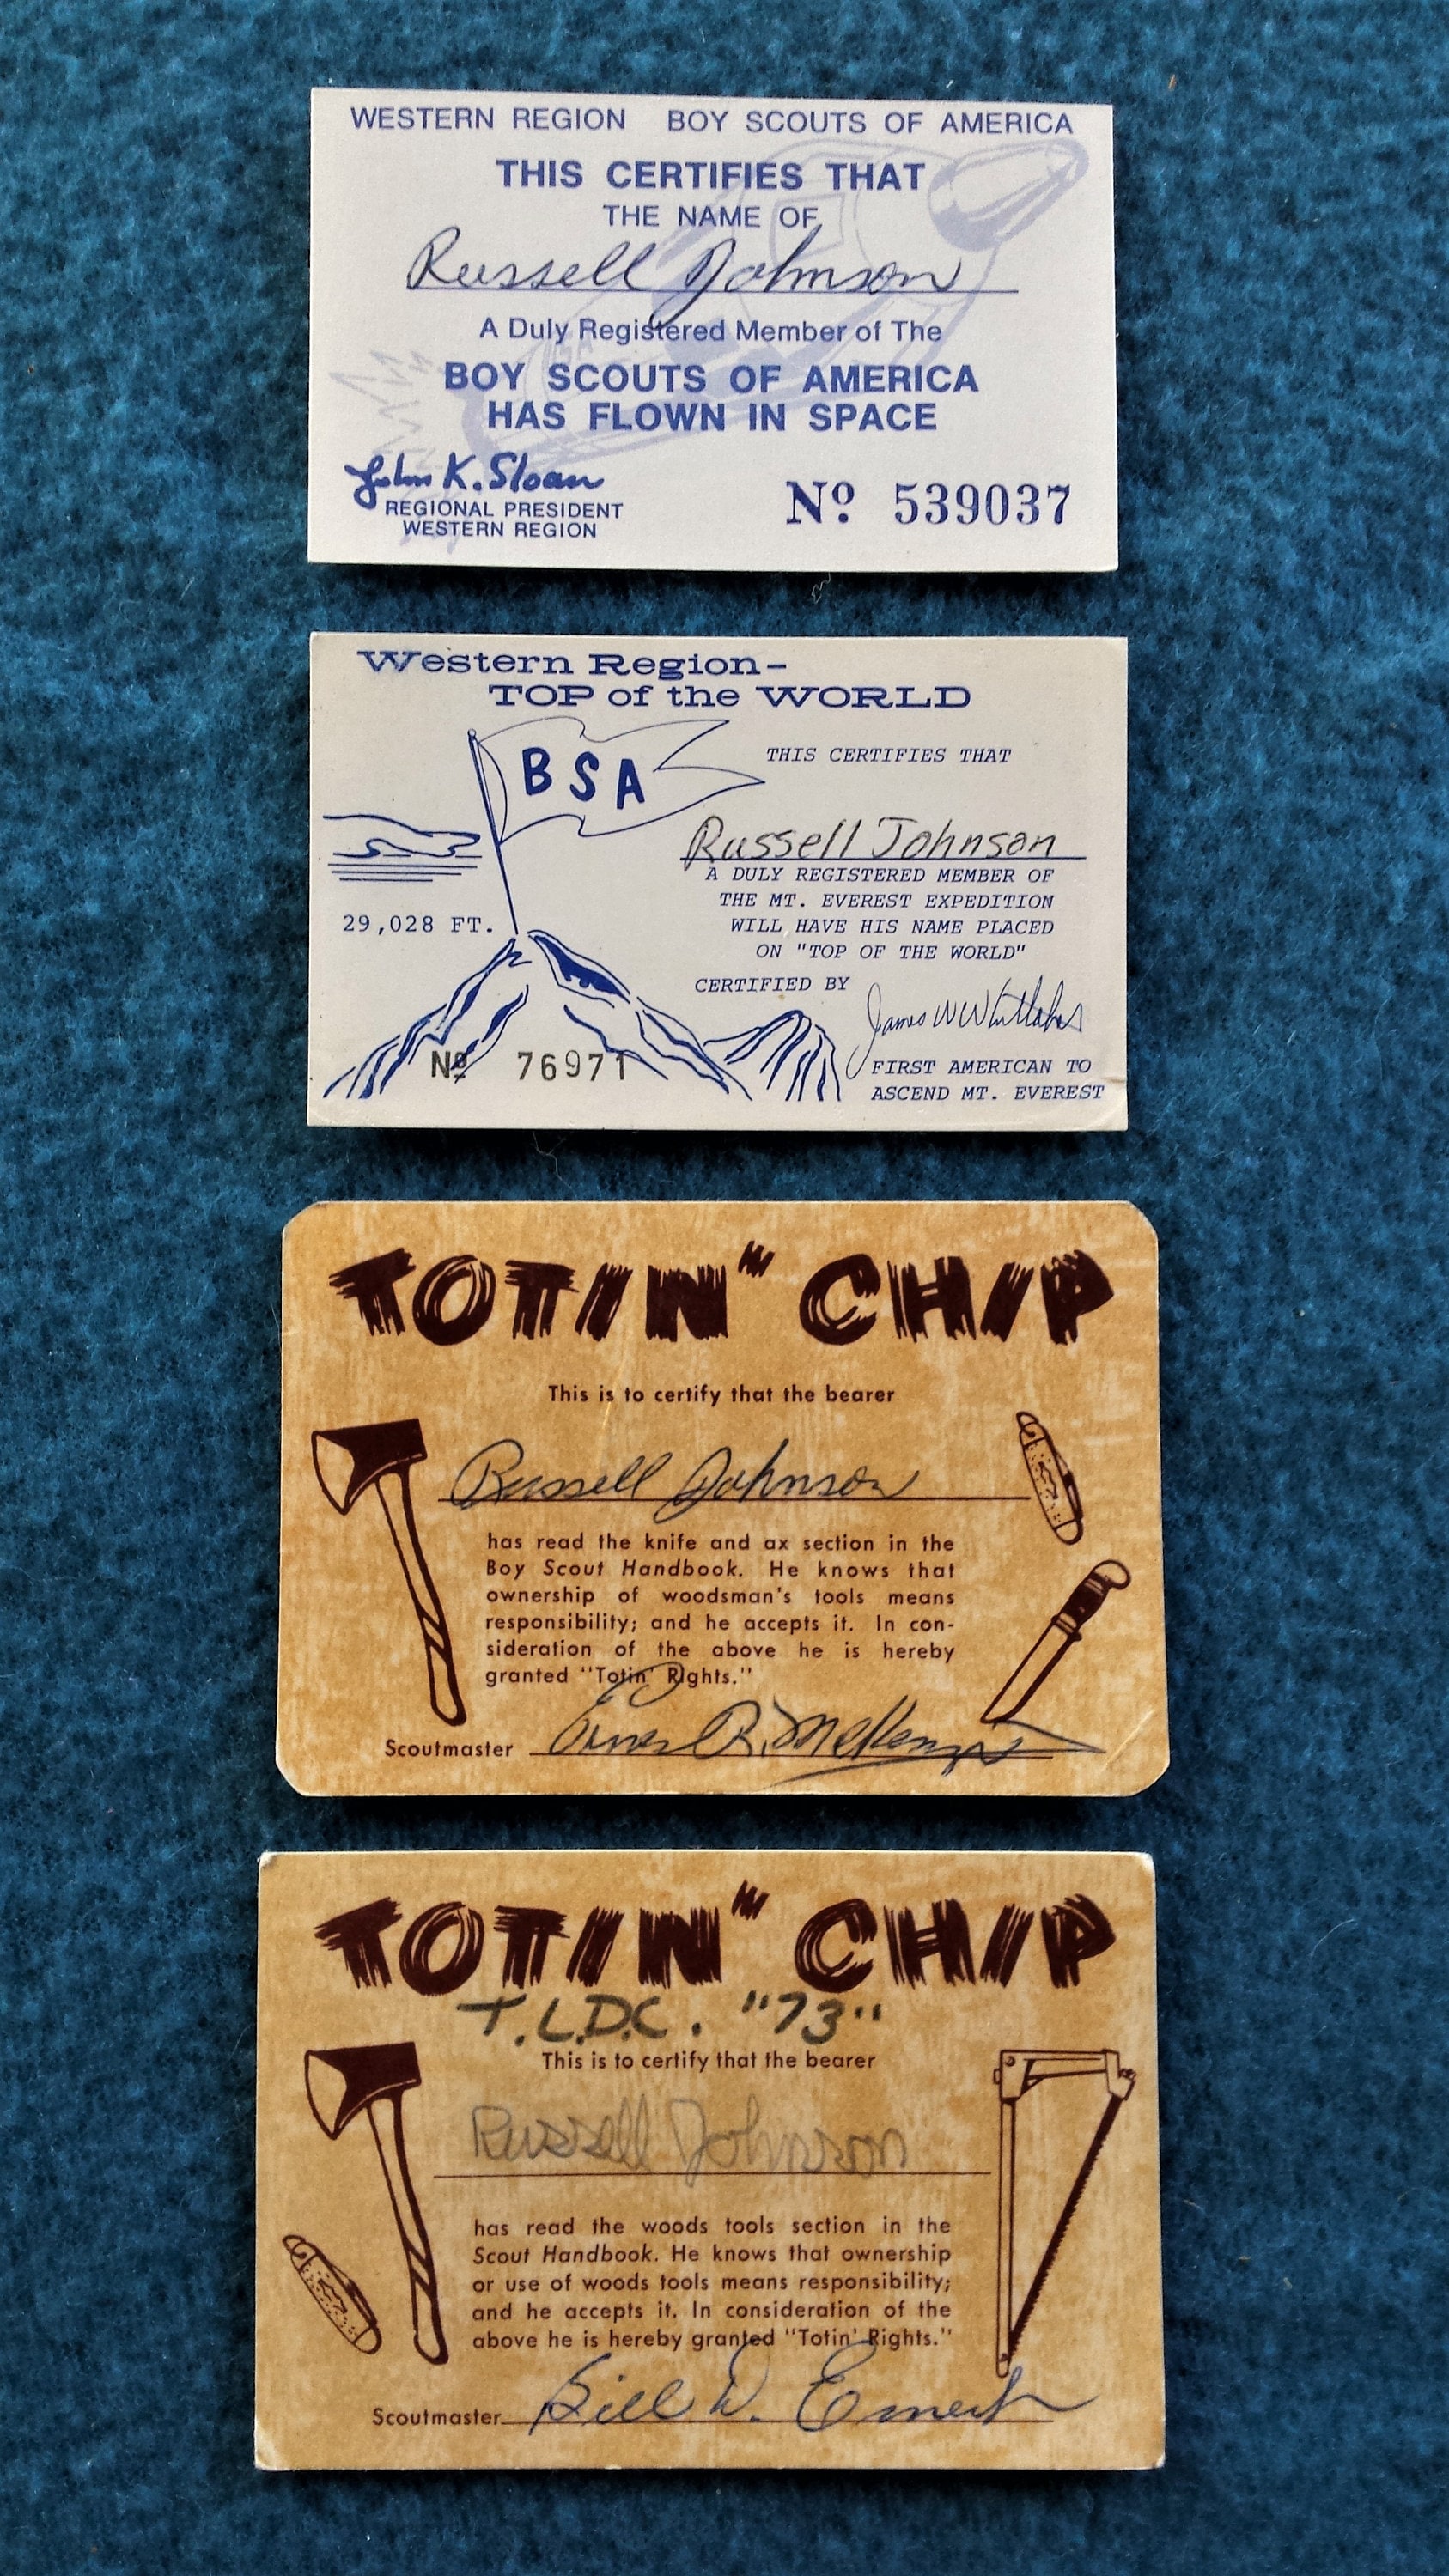 WESTERN REGION BOY SCOUTS OF AMERICA
THIS CERTIFIES THAT
THE NAME OF
Russell Johnson
A Duly Registered Member of The
BOY SCOUTS OF AMERICA
HAS FLOWN IN SPACE
John K. Sloan
REGIONAL PRESIDENT
WESTERN REGION
Nº 539037
Western Region-
TOP of the WORLD
BSA
THIS CERTIFIES THAT
Russell Johnson
A DULY REGISTERED MEMBER OF
THE MT. EVEREST EXPEDITION
WILL HAVE HIS NAME PLACED
ON "TOP OF THE WORLD"
29,028 FT.
CERTIFIED BY
James W Whittaker
FIRST AMERICAN TO
ASCEND MT. EVEREST
Nº 76971
TOTIN" CHIP
This is to certify that the bearer
Russell Johnson
has read the knife and ax section in the
Boy Scout Handbook. He knows that
ownership of woodsman's tools means
responsibility; and he accepts it. In con-
sideration of the above he is hereby
granted "Totin' Rights."
Scoutmaster
TOTIN" CHIP
T.L.D.C. "73"
This is to certify that the bearer
Russell Johnson
has read the woods tools section in the
Scout Handbook. He knows that ownership
or use of woods tools means responsibility;
and he accepts it. In consideration of the
above he is hereby granted "Totin' Rights."
Scoutmaster Bill W.